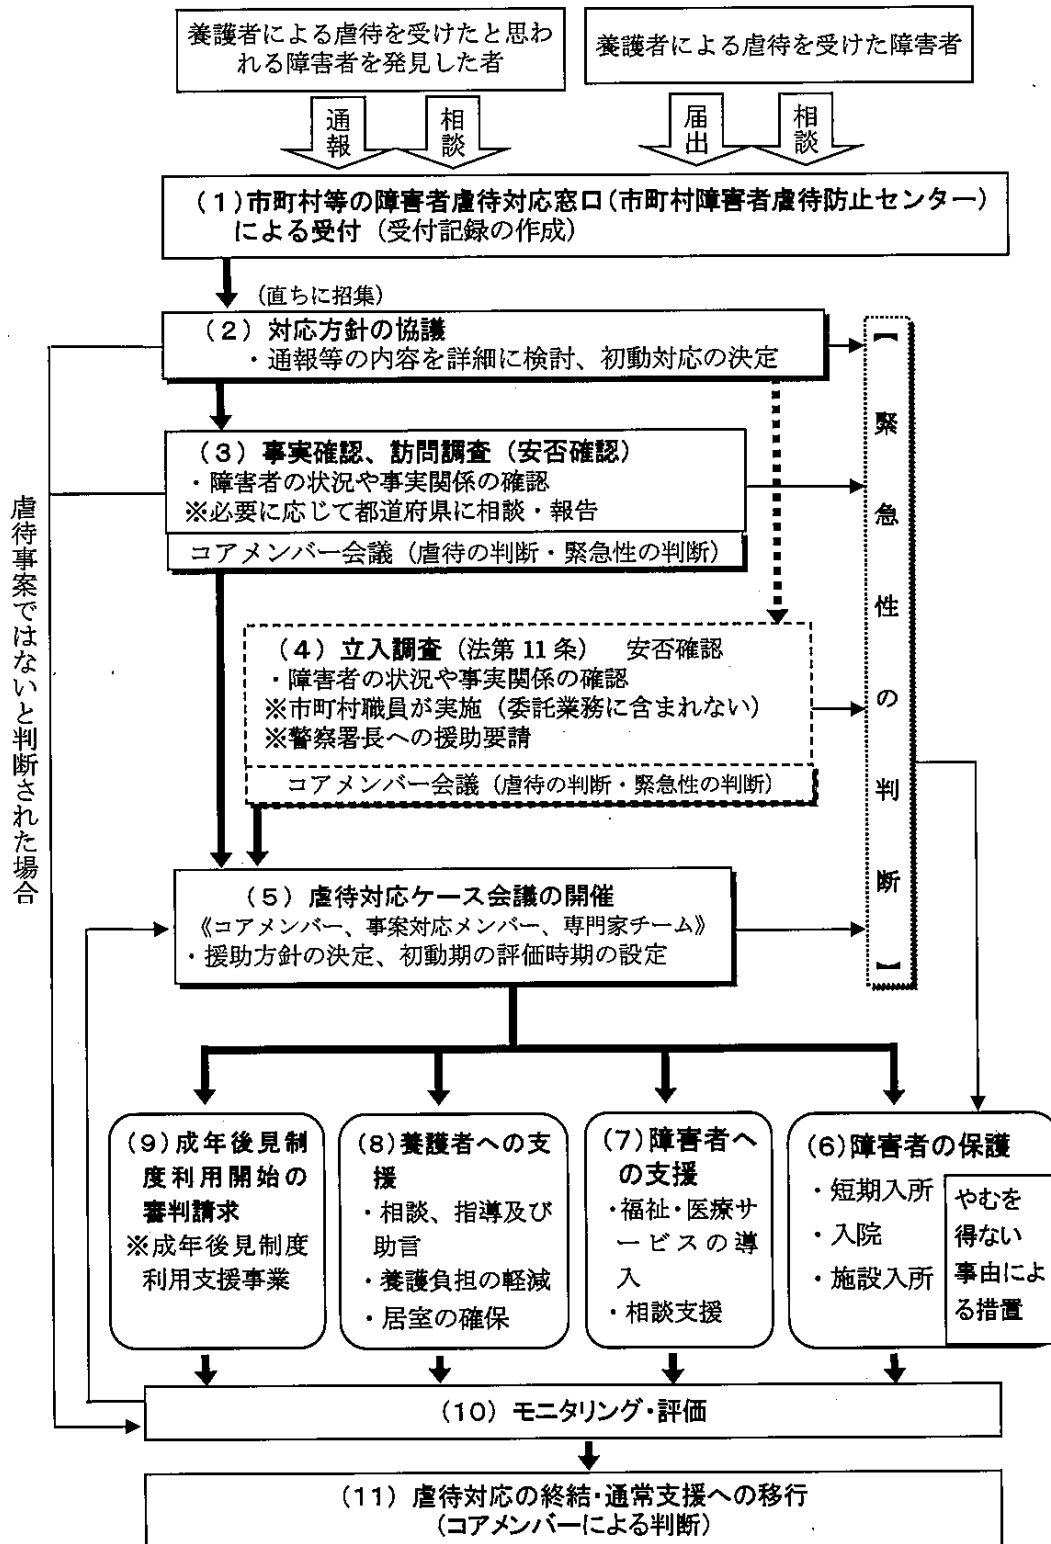 養護者による虐待を受けたと思わ
れる障害者を発見した者
養護者による虐待を受けた障害者
通報
相談
届出
相談
(1)市町村等の障害者虐待対応窓口(市町村障害者虐待防止センター)
による受付(受付記録の作成)
(直ちに招集)
(2)対応方針の協議
・通報等の内容を詳細に検討、初動対応の決定
(3)事実確認、訪問調査(安否確認)
・障害者の状況や事実関係の確認
※必要に応じて都道府県に相談・報告
コアメンバー会議(虐待の判断・緊急性の判断)
(4)立入調査(法第11条) 安否確認
・障害者の状況や事実関係の確認
※市町村職員が実施(委託業務に含まれない)
※警察署長への援助要請
コアメンバー会議(虐待の判断・緊急性の判断)
【緊急性の判断】
虐待事案ではないと判断された場合
(5)虐待対応ケース会議の開催
《コアメンバー、事案対応メンバー、専門家チーム》
・援助方針の決定、初動期の評価時期の設定
(9)成年後見制
度利用開始の
審判請求
※成年後見制度
利用支援事業
(8)養護者への支
援
・相談、指導及び
助言
・養護負担の軽減
・居室の確保
(7)障害者へ
の支援
・福祉・医療サ
ービスの導
入
・相談支援
(6)障害者の保護
・短期入所
・入院
・施設入所
やむを
得ない
事由によ
る措置
(10)モニタリング・評価
(11)虐待対応の終結・通常支援への移行
(コアメンバーによる判断)